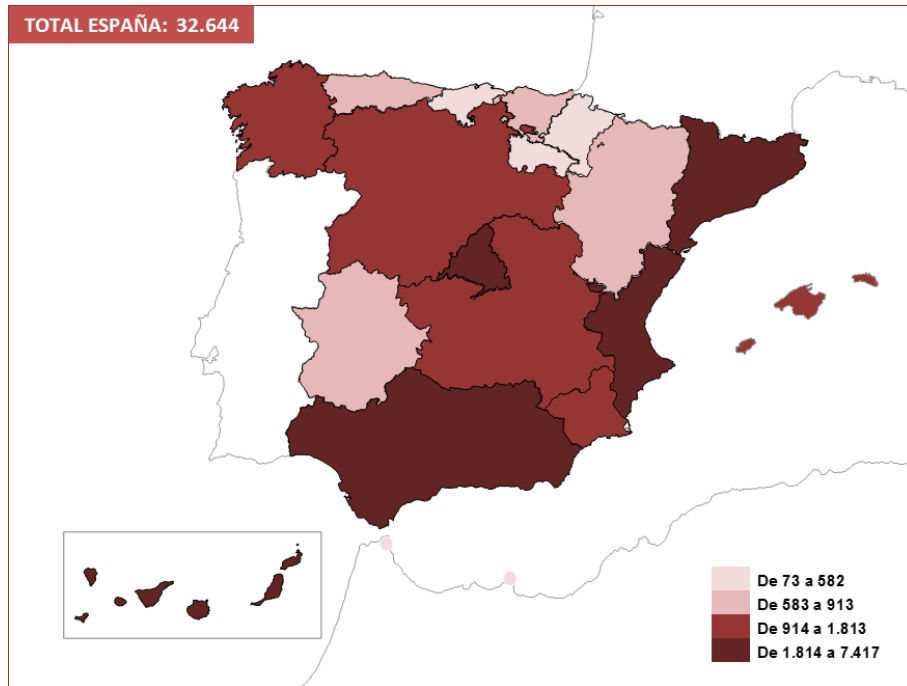 TOTAL ESPAÑA: 32.644
De 73 a 582
De 583 a 913
De 914 a 1.813
De 1.814 a 7.417